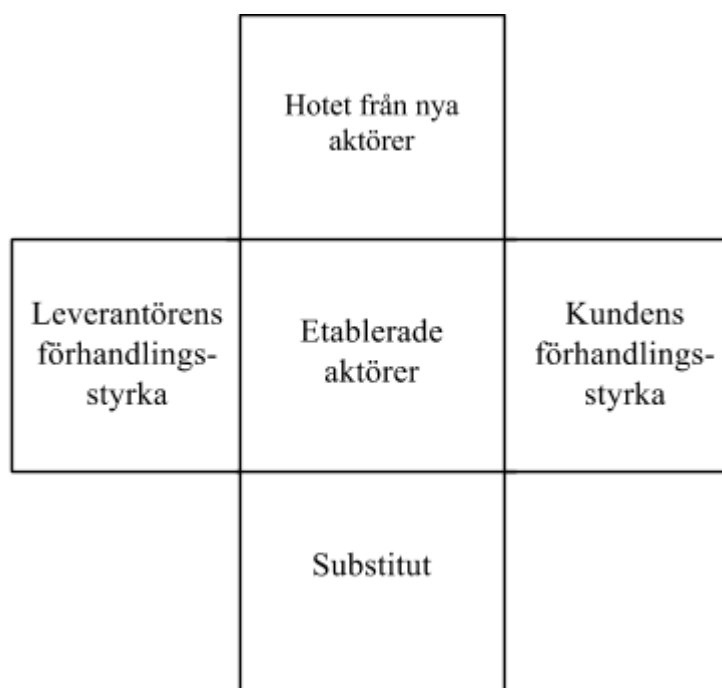 Hotet från nya
aktörer
Leverantörens
förhandlings-
styrka
Etablerade
aktörer
Kundens
förhandlings-
styrka
Substitut